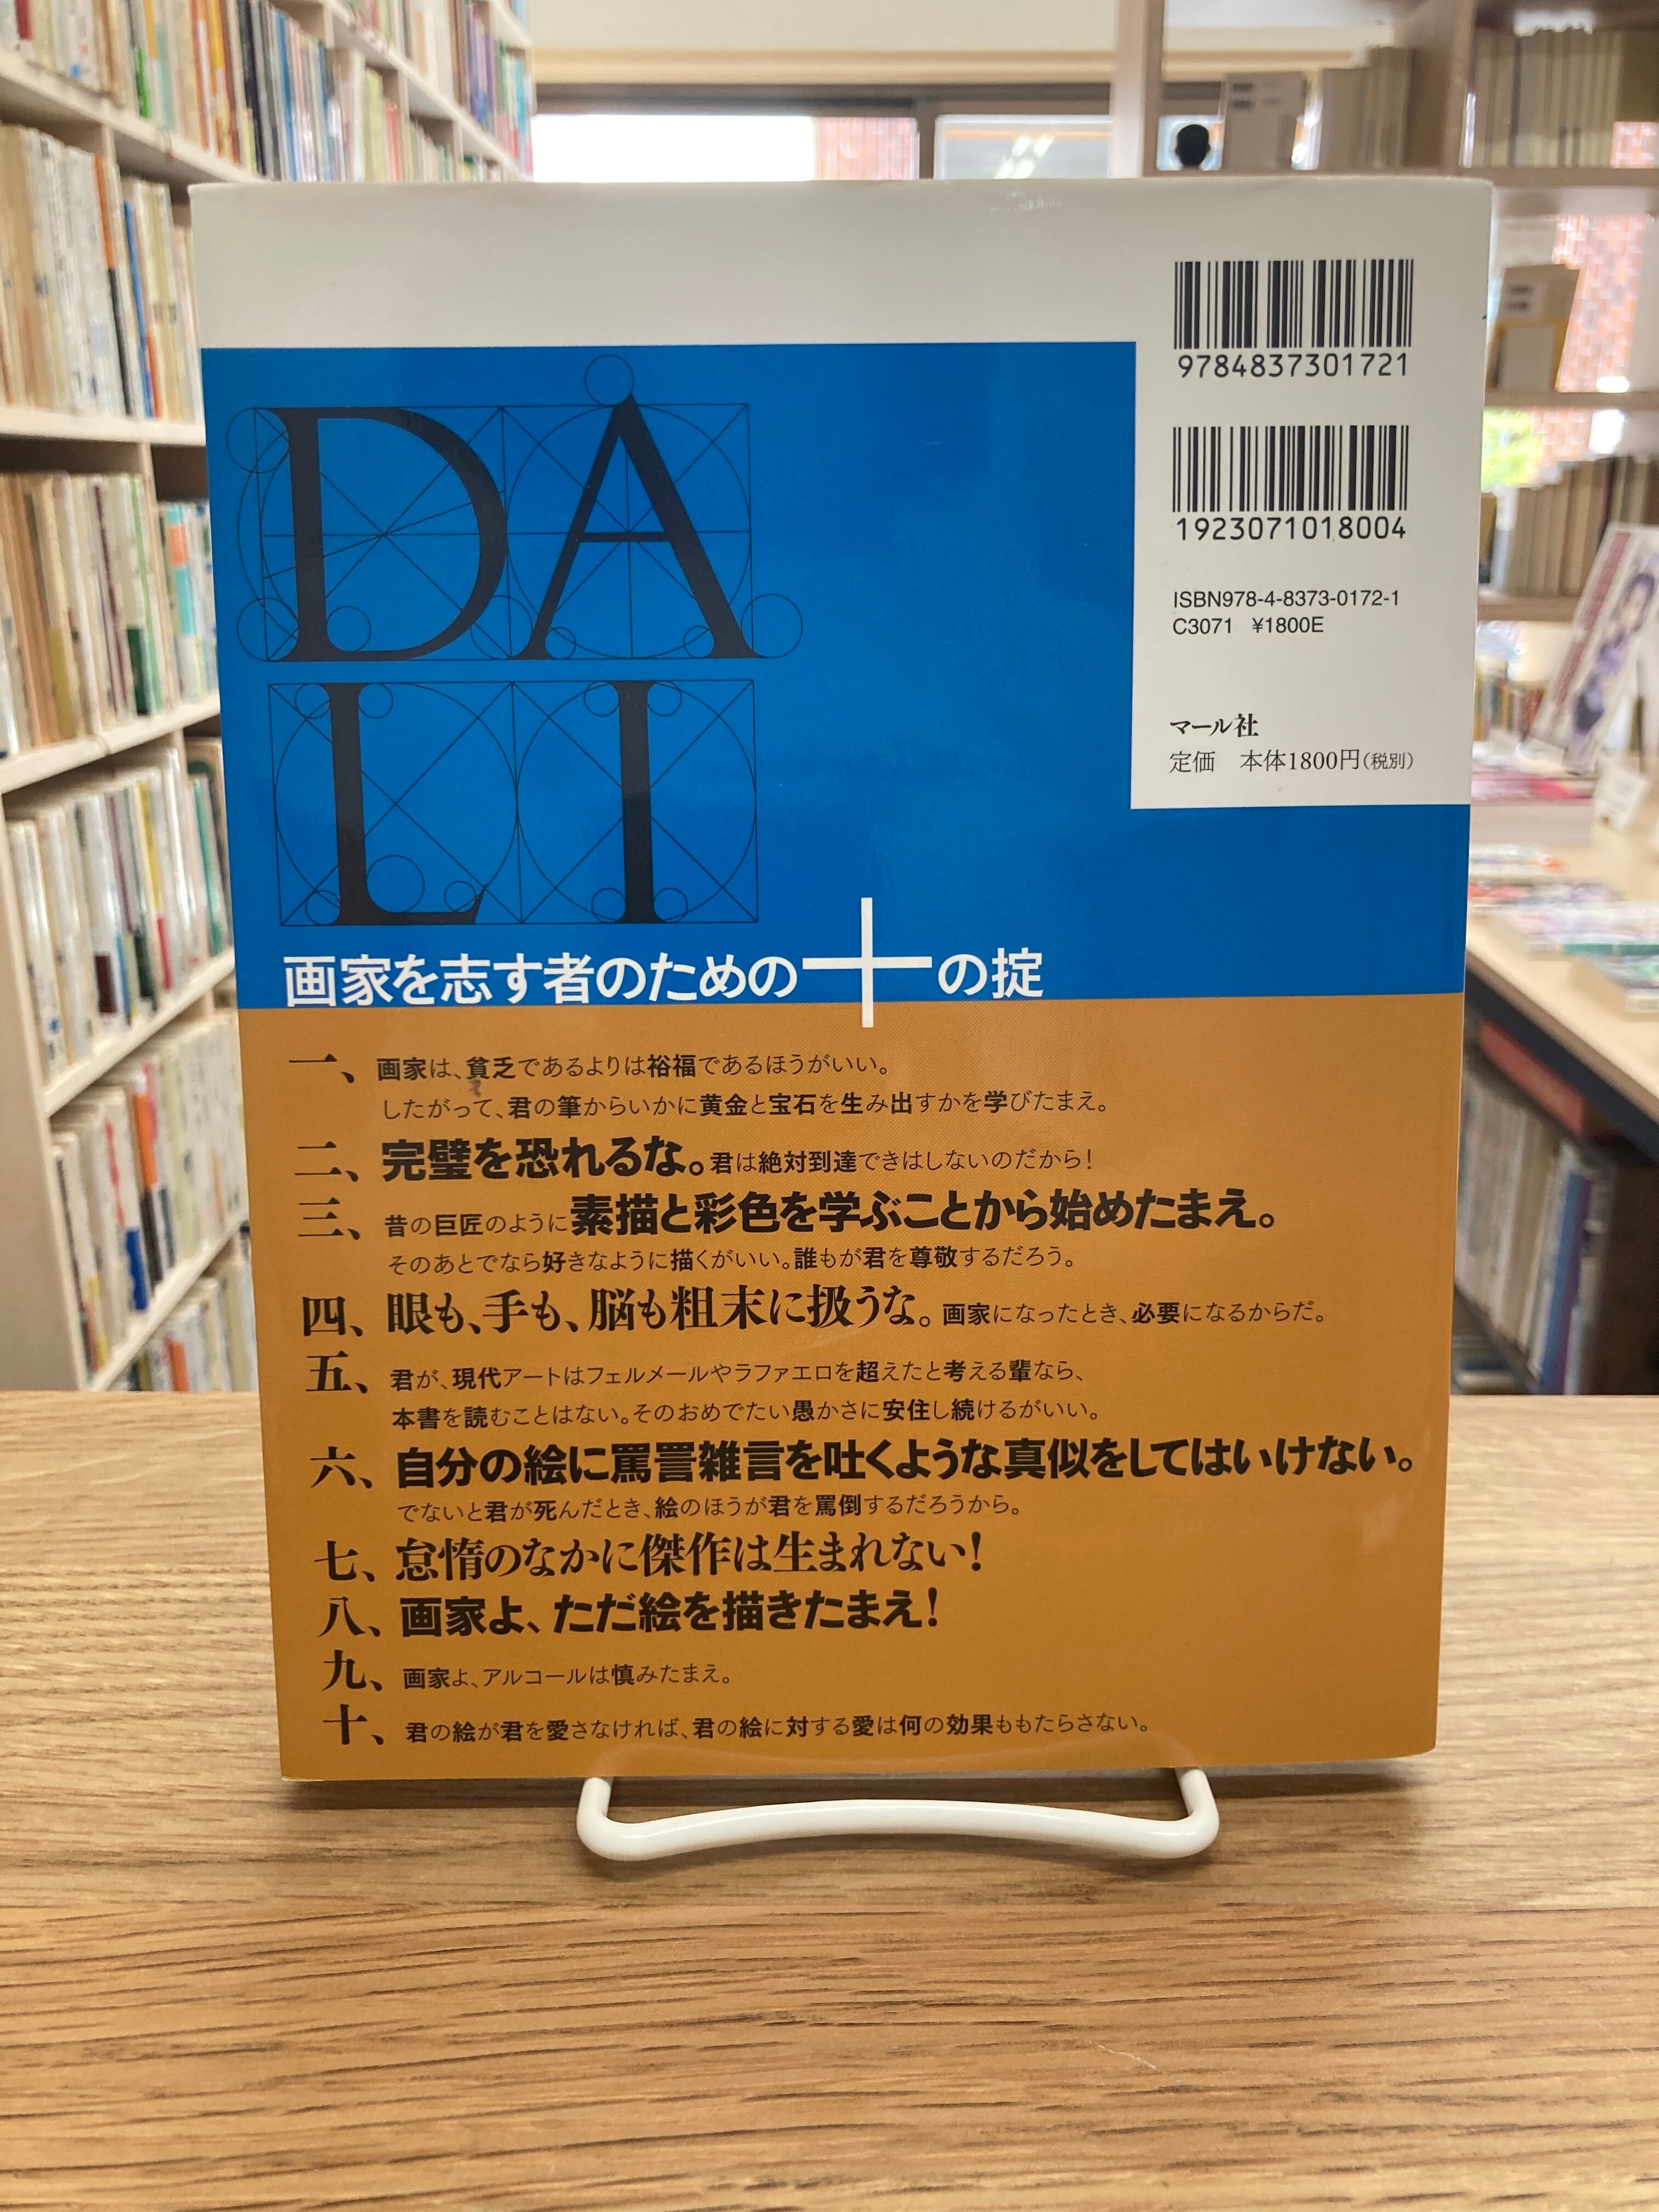 9784837301721
1923071018004
ISBN978-4-8373-0172-1
C3071 ¥1800E
マール社
定価 本体1800円(税別)
DA
LI
画家を志す者のための十の掟
一、画家は、貧乏であるよりは裕福であるほうがいい。
したがって、君の筆からいかに黄金と宝石を生み出すかを学びたまえ。
二、完璧を恐れるな。君は絶対到達できはしないのだから!
三、昔の巨匠のように素描と彩色を学ぶことから始めたまえ。
そのあとでなら好きなように描くがいい。誰もが君を尊敬するだろう。
四、眼も、手も、脳も粗末に扱うな。画家になったとき、必要になるからだ。
五、君が、現代アートはフェルメールやラファエロを超えたと考える輩なら、
本書を読むことはない。そのおめでたい愚かさに安住し続けるがいい。
六、自分の絵に罵詈雑言を吐くような真似をしてはいけない。
でないと君が死んだとき、絵のほうが君を罵倒するだろうから。
七、怠惰のなかに傑作は生まれない!
八、画家よ、ただ絵を描きたまえ!
九、画家よ、アルコールは慎みたまえ。
十、君の絵が君を愛さなければ、君の絵に対する愛は何の効果ももたらさない。